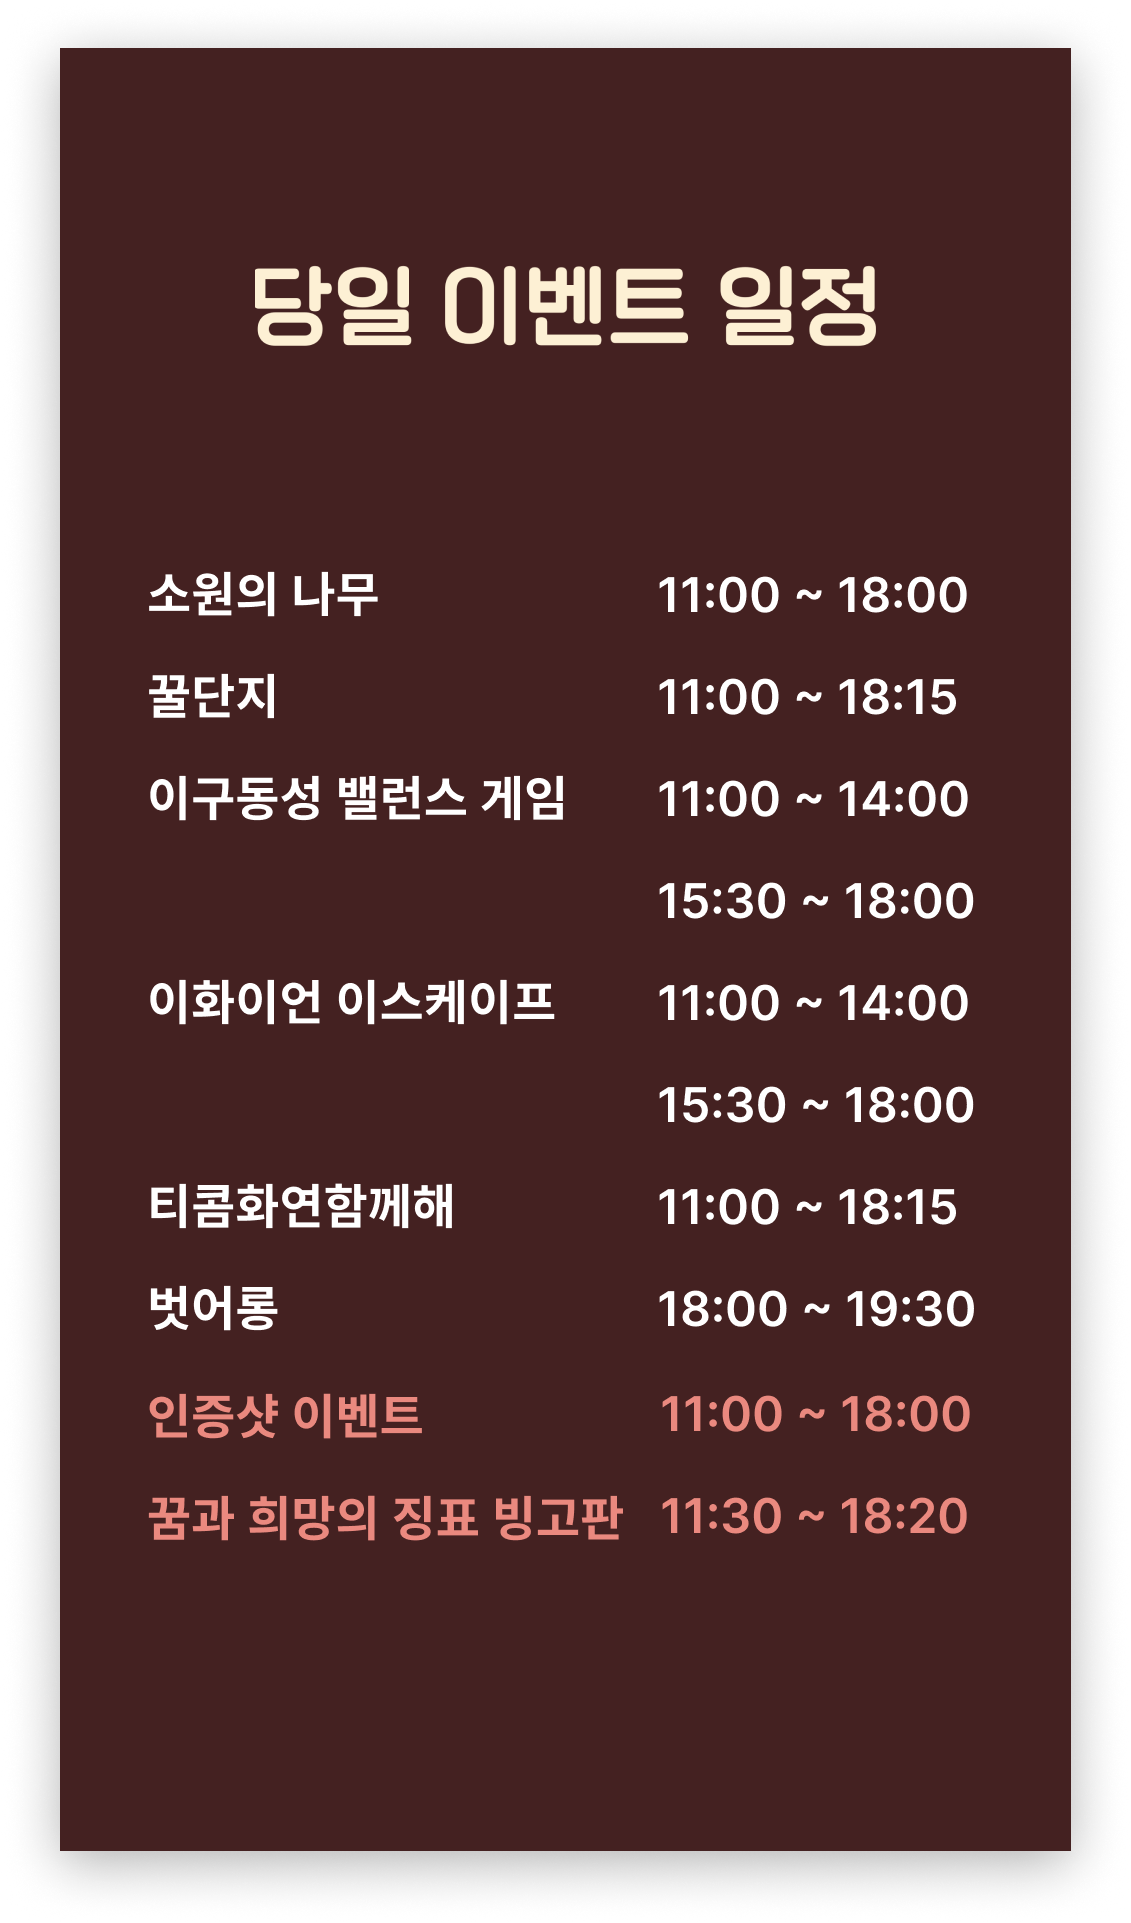 당일 이벤트 일정
소원의 나무 11:00 ~ 18:00
꿀단지 11:00 ~ 18:15
이구동성 밸런스 게임 11:00 ~ 14:00
15:30 ~ 18:00
이화이언 이스케이프 11:00 ~ 14:00
15:30 ~ 18:00
티콤화연함께해 11:00 ~ 18:15
벗어롱 18:00 ~ 19:30
인증샷 이벤트 11:00 ~ 18:00
꿈과 희망의 징표 빙고판 11:30 ~ 18:20